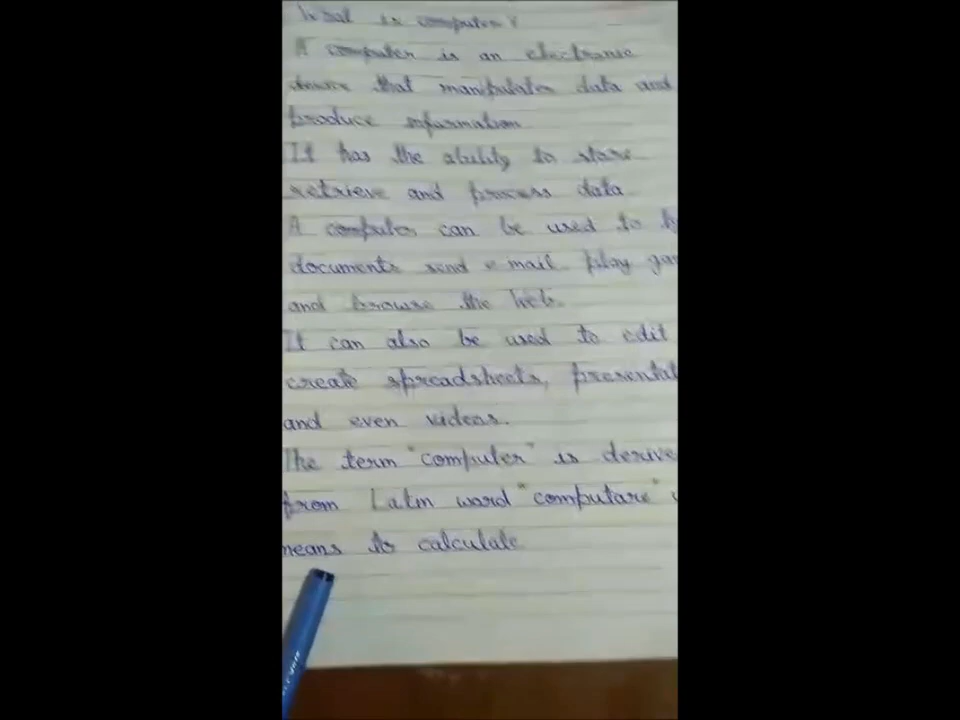 What is computer?
A computer is an electronic
device that manipulates data and
produce information
It has the ability to store
retrieve and process data
A computer can be used to
documents send e mail play
and browse the Web.
It can also be used to edit
create spreadsheets, presentat
and even videos.
The term "computer" is derive
from Latin word "computare"
means to calculate